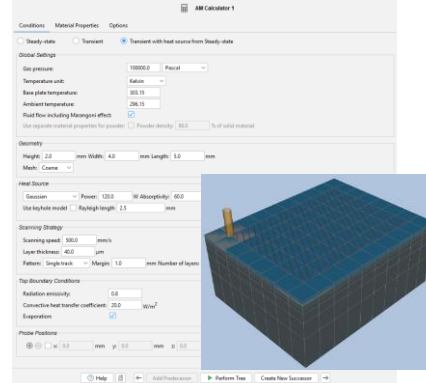 AM Calculator 1
Conditions Material Properties Options
Steady-state Transient Transient with heat source from Steady-state
Global Settings
Gas pressure: 100000.0 Pascal
Temperature unit: Kelvin
Base plate temperature: 303.15
Ambient temperature: 296.15
Fluid flow including Marangoni effect:
Use separate material properties for powder: Powder density: 80.0 % of solid material
Geometry
Height: 2.0 mm Width: 4.0 mm Length: 5.0 mm
Mesh: Coarse
Heat Source
Gaussian Power: 120.0 W Absorptivity: 60.0
Use keyhole model Rayleigh length 2.5 mm
Scanning Strategy
Scanning speed: 500.0 mm/s
Layer thickness: 40.0 μm
Pattern: Single track Margin: 1.0 mm Number of layers:
Top Boundary Conditions
Radiation emissivity: 0.8
Convective heat transfer coefficient: 20.0 W/m²
Evaporation:
Probe Positions
x: 0.0 mm y: 0.0 mm z: 0.0
Help Add Predecessor Perform Tree Create New Successor